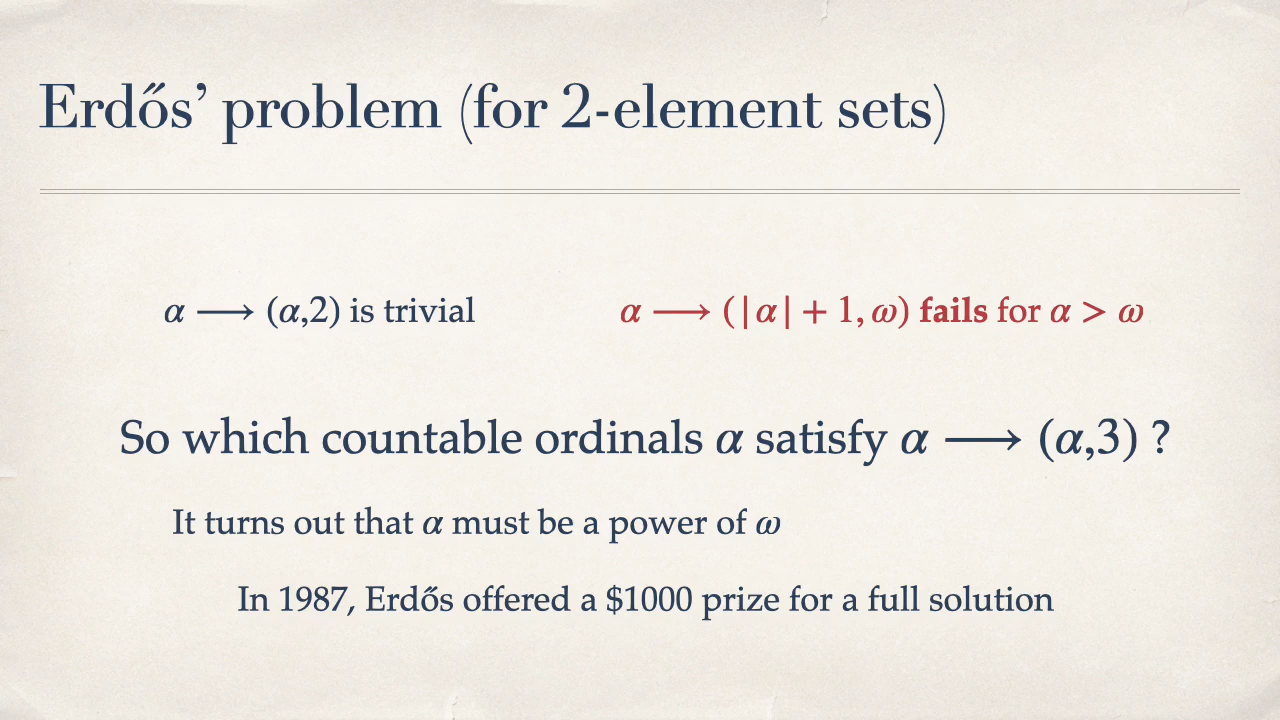 Erdős’ problem (for 2-element sets)
α ⟶ (α,2) is trivial
α ⟶ (|α| + 1, ω) fails for α > ω
So which countable ordinals α satisfy α ⟶ (α,3) ?
It turns out that α must be a power of ω
In 1987, Erdős offered a $1000 prize for a full solution